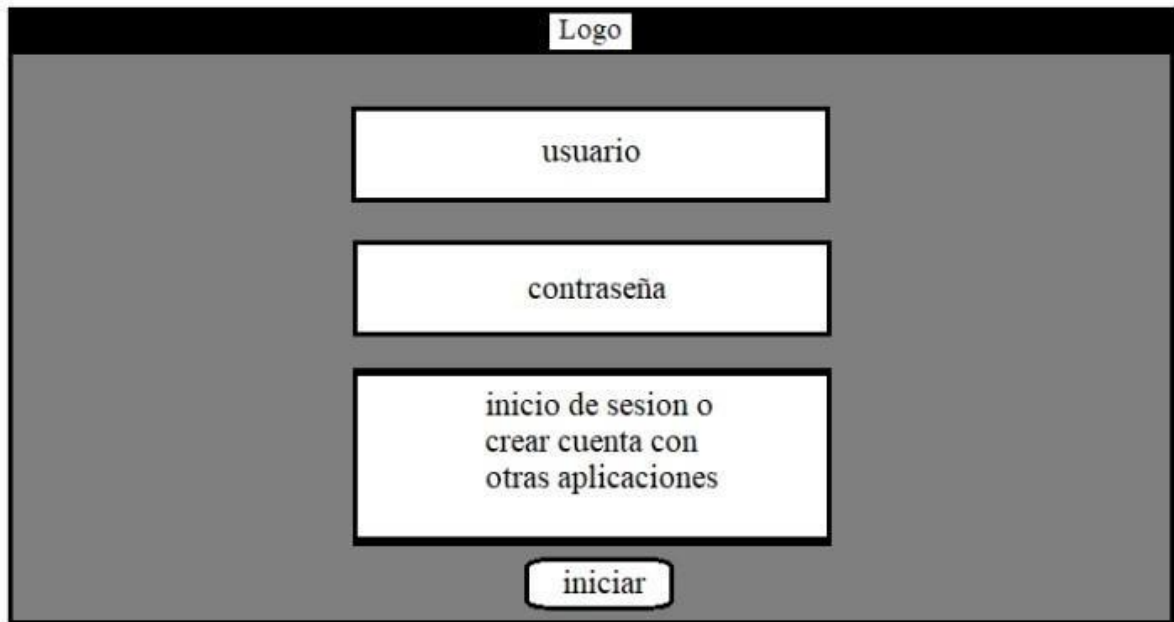 Logo
usuario
contraseña
inicio de sesion o
crear cuenta con
otras aplicaciones
iniciar